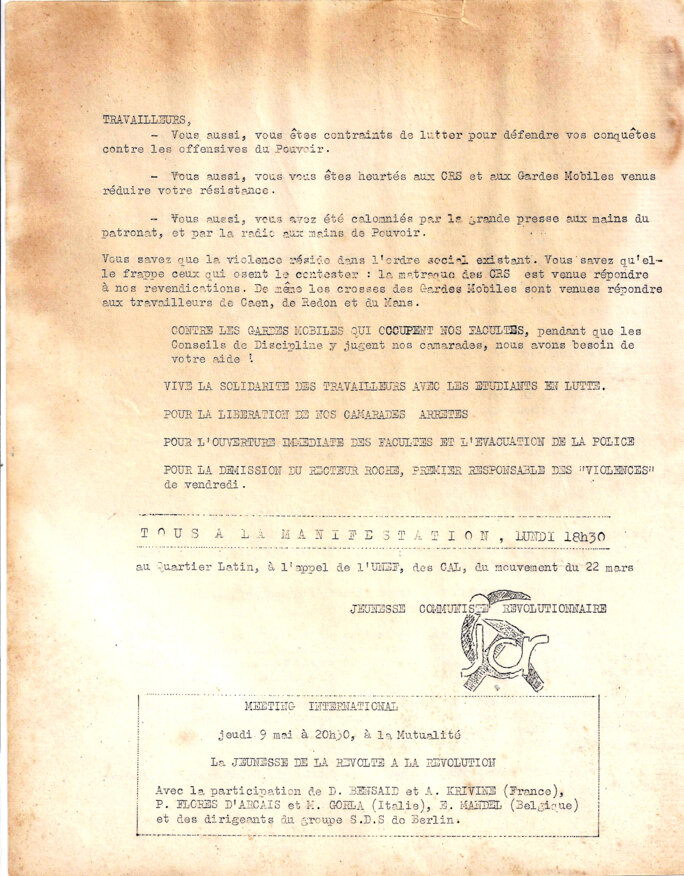 TRAVAILLEURS,
- Vous aussi, vous êtes contraints de lutter pour défendre vos conquêtes
contre les offensives du Pouvoir.
- Vous aussi, vous vous êtes heurtés aux CRS et aux Gardes Mobiles venus
réduire votre résistance.
- Vous aussi, vous avez été calomniés par la grande presse aux mains du
patronat, et par la radio aux mains de Pouvoir.
Vous savez que la violence réside dans l'ordre social existant. Vous savez qu'el-
le frappe ceux qui osent le contester : la matraque des CRS est venue répondre
à nos revendications. De même les crosses des Gardes Mobiles sont venues répondre
aux travailleurs de Caen, de Redon et du Mans.
CONTRE LES GARDES MOBILES QUI OCCUPENT NOS FACULTES, pendant que les
Conseils de Discipline y jugent nos camarades, nous avons besoin de
votre aide !
VIVE LA SOLIDARITE DES TRAVAILLEURS AVEC LES ETUDIANTS EN LUTTE.
POUR LA LIBERATION DE NOS CAMARADES ARRETES
POUR L'OUVERTURE IMMEDIATE DES FACULTES ET L'EVACUATION DE LA POLICE
POUR LA DEMISSION DU RECTEUR ROCHE, PREMIER RESPONSABLE DES "VIOLENCES"
de vendredi.
TOUS A LA MANIFESTATION, LUNDI 18h30
au Quartier Latin, à l'appel de l'UNEF, des CAL, du mouvement du 22 mars
JEUNESSE COMMUNISTE REVOLUTIONNAIRE
jcr
MEETING INTERNATIONAL
jeudi 9 mai à 20h30, à la Mutualité
La JEUNESSE DE LA REVOLTE A LA REVOLUTION
Avec la participation de D. BENSAID et A. KRIVINE (France),
P. FLORES D'ARCAIS et M. GORLA (Italie), E. MANDEL (Belgique)
et des dirigeants du groupe S.D.S de Berlin.